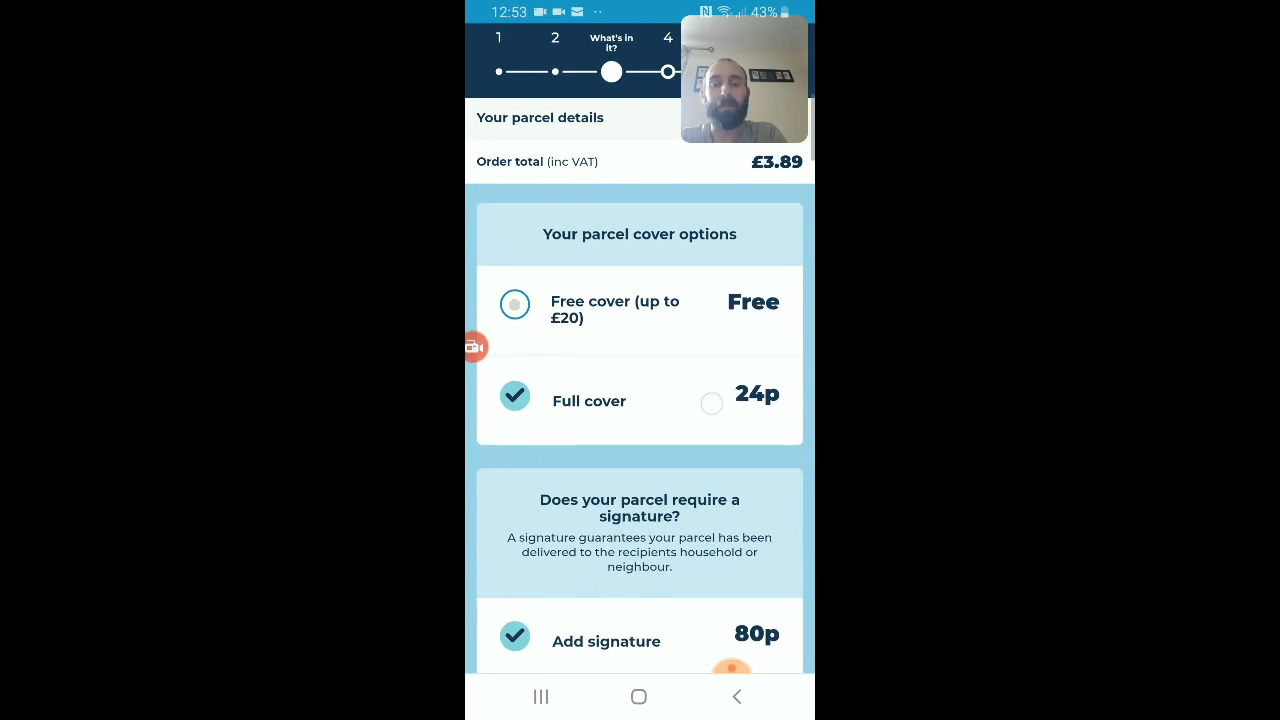 12:53
43%
1
2
What's in
it?
4
Your parcel details
Order total (inc VAT)
£3.89
Your parcel cover options
Free cover (up to
£20)
Free
Full cover
24p
Does your parcel require a
signature?
A signature guarantees your parcel has been
delivered to the recipients household or
neighbour.
Add signature
80p